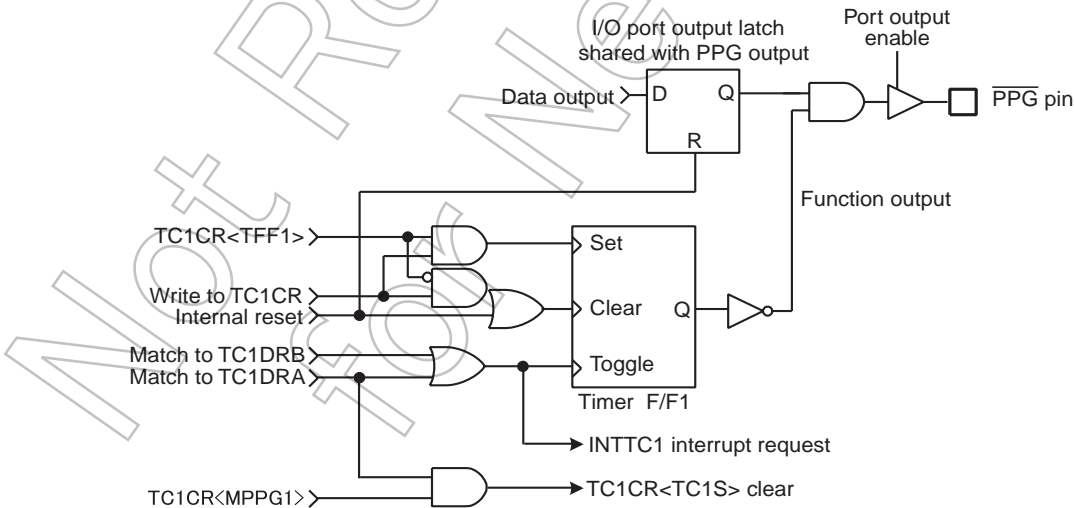 I/O port output latch
shared with PPG output
Port output
enable
Data output
D
Q
R
PPG pin
Function output
TC1CR<TFF1>
Set
Write to TC1CR
Internal reset
Clear
Q
Match to TC1DRB
Match to TC1DRA
Toggle
Timer F/F1
INTTC1 interrupt request
TC1CR<MPPG1>
TC1CR<TC1S> clear